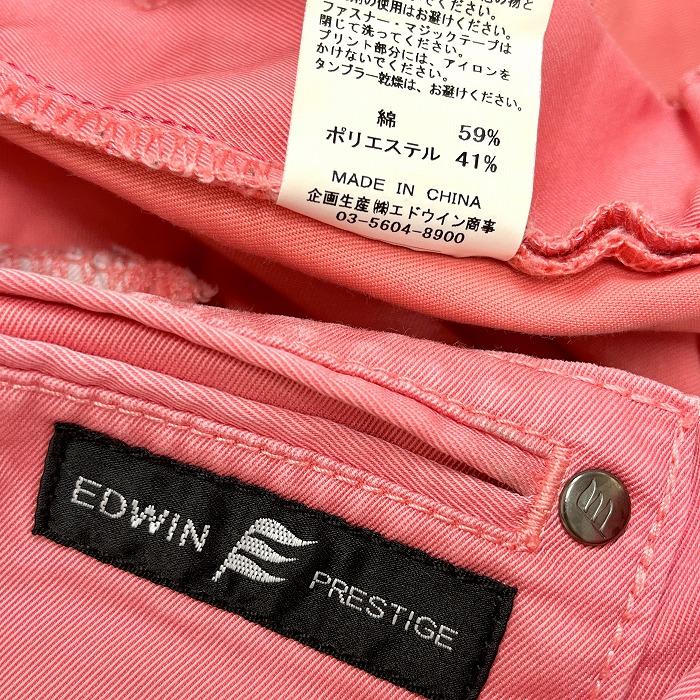 でください。
の使用はお避けください。
ファスナー・マジックテープは
閉じて洗ってください。
プリント部分には、アイロンを
かけないでください。
タンブラー乾燥は、お避けください。
綿 59%
ポリエステル 41%
MADE IN CHINA
企画生産㈱エドウイン商事
03-5604-8900
EDWIN PRESTIGE